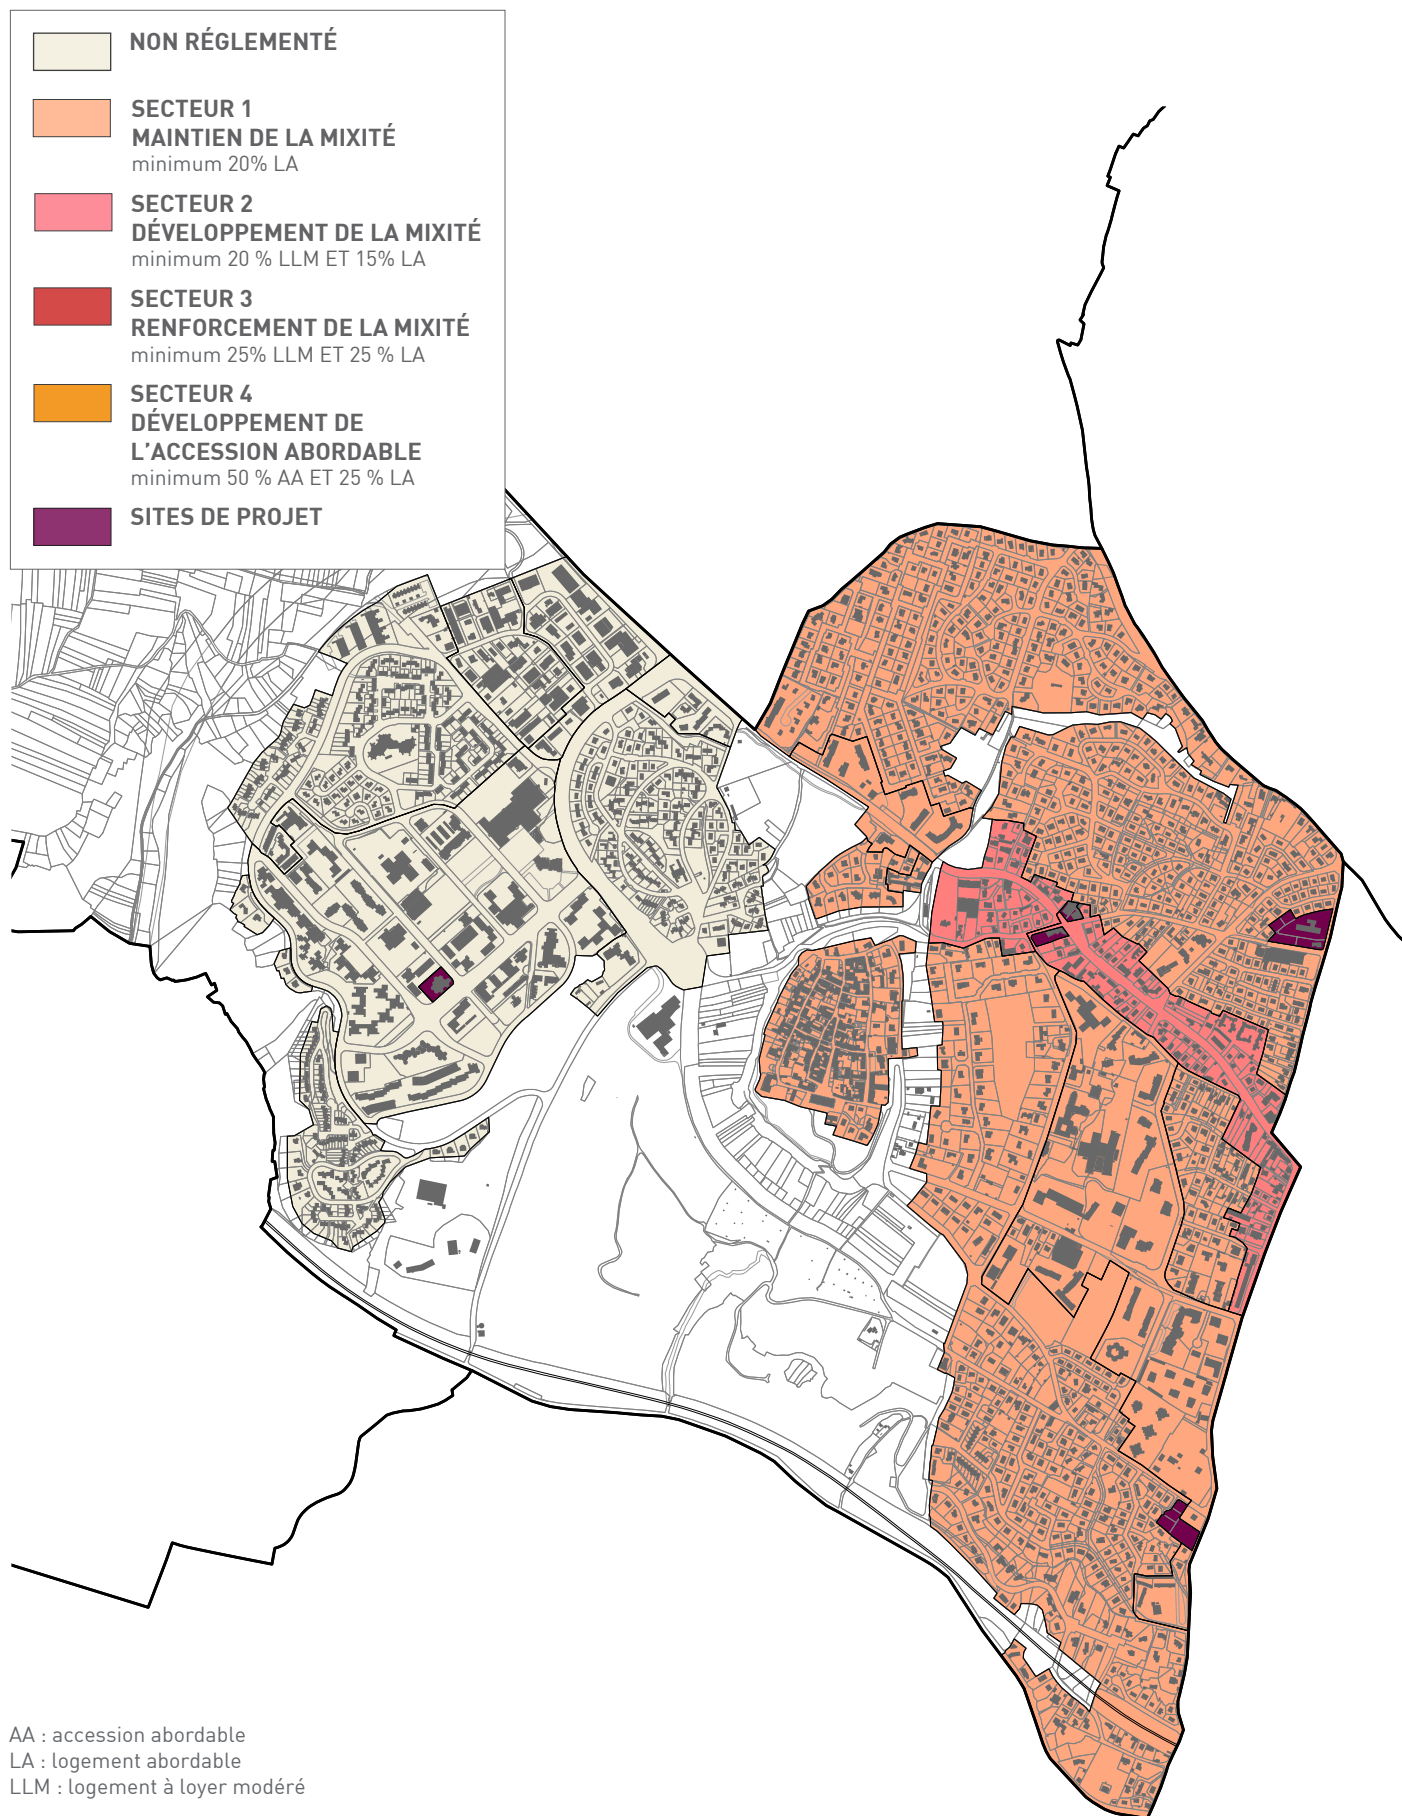 NON RÉGLEMENTÉ
SECTEUR 1
MAINTIEN DE LA MIXITÉ
minimum 20% LA
SECTEUR 2
DÉVELOPPEMENT DE LA MIXITÉ
minimum 20 % LLM ET 15% LA
SECTEUR 3
RENFORCEMENT DE LA MIXITÉ
minimum 25% LLM ET 25 % LA
SECTEUR 4
DÉVELOPPEMENT DE
L’ACCESSION ABORDABLE
minimum 50 % AA ET 25 % LA
SITES DE PROJET
AA : accession abordable
LA : logement abordable
LLM : logement à loyer modéré